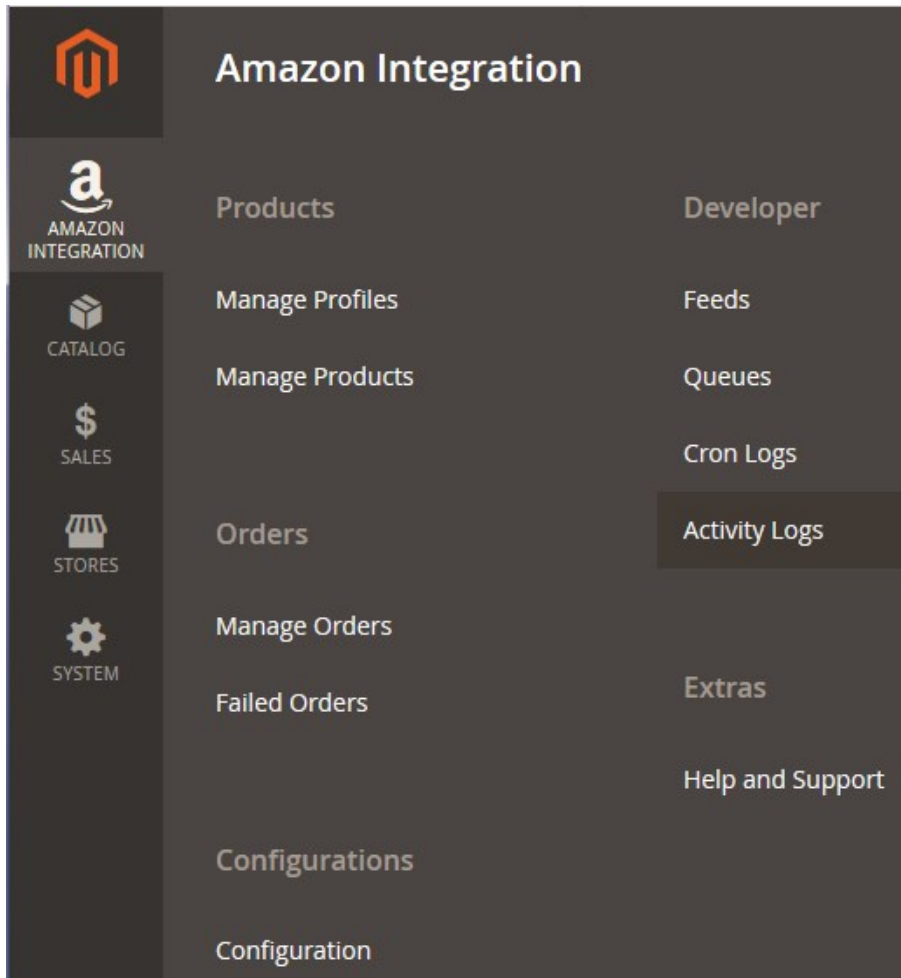 Amazon Integration
AMAZON
INTEGRATION
CATALOG
SALES
STORES
SYSTEM
Products
Manage Profiles
Manage Products
Orders
Manage Orders
Failed Orders
Configurations
Configuration
Developer
Feeds
Queues
Cron Logs
Activity Logs
Extras
Help and Support